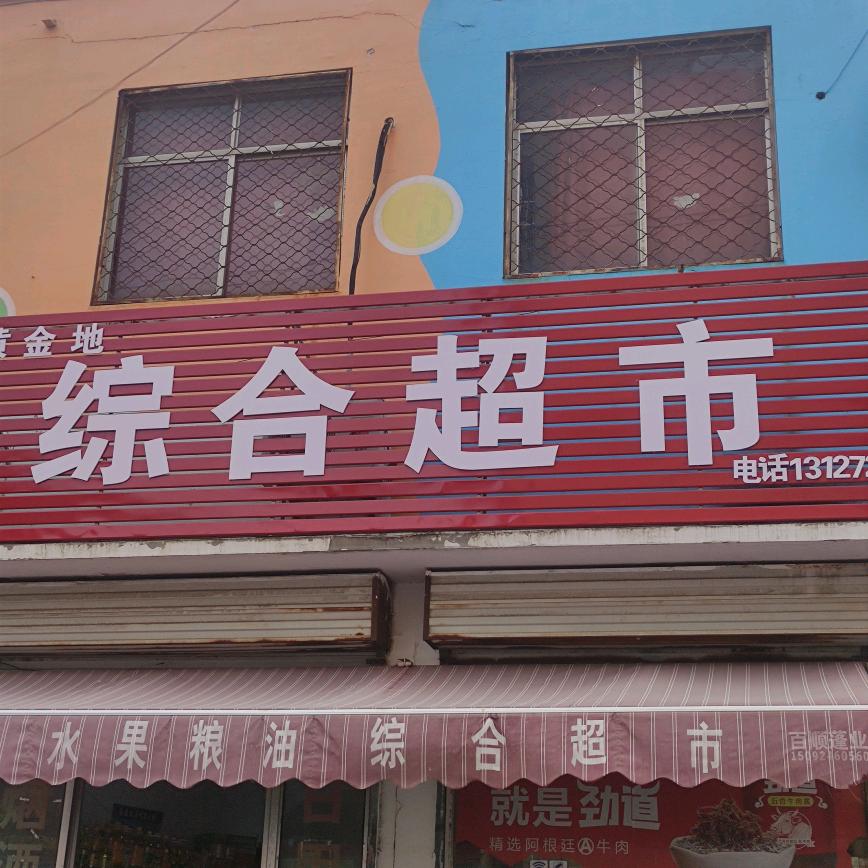 黄金地
综合超市
电话13127
水果粮油 综合超市
百顺篷业
就是劲道
精选阿根廷A牛肉